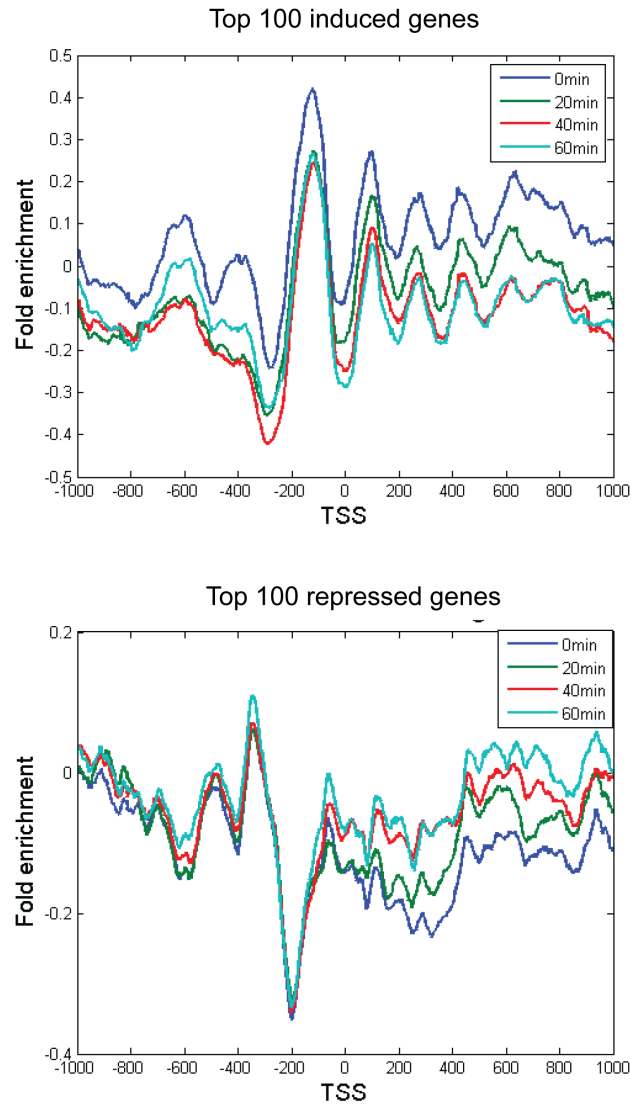 Top 100 induced genes
0.5
0.4
0.3
0.2
0.1
0
-0.1
-0.2
-0.3
-0.4
-0.5
Fold enrichment
0min
20min
40min
60min
-1000 -800 -600 -400 -200 0 200 400 600 800 1000
TSS
Top 100 repressed genes
0.2
0
-0.2
-0.4
Fold enrichment
0min
20min
40min
60min
-1000 -800 -600 -400 -200 0 200 400 600 800 1000
TSS